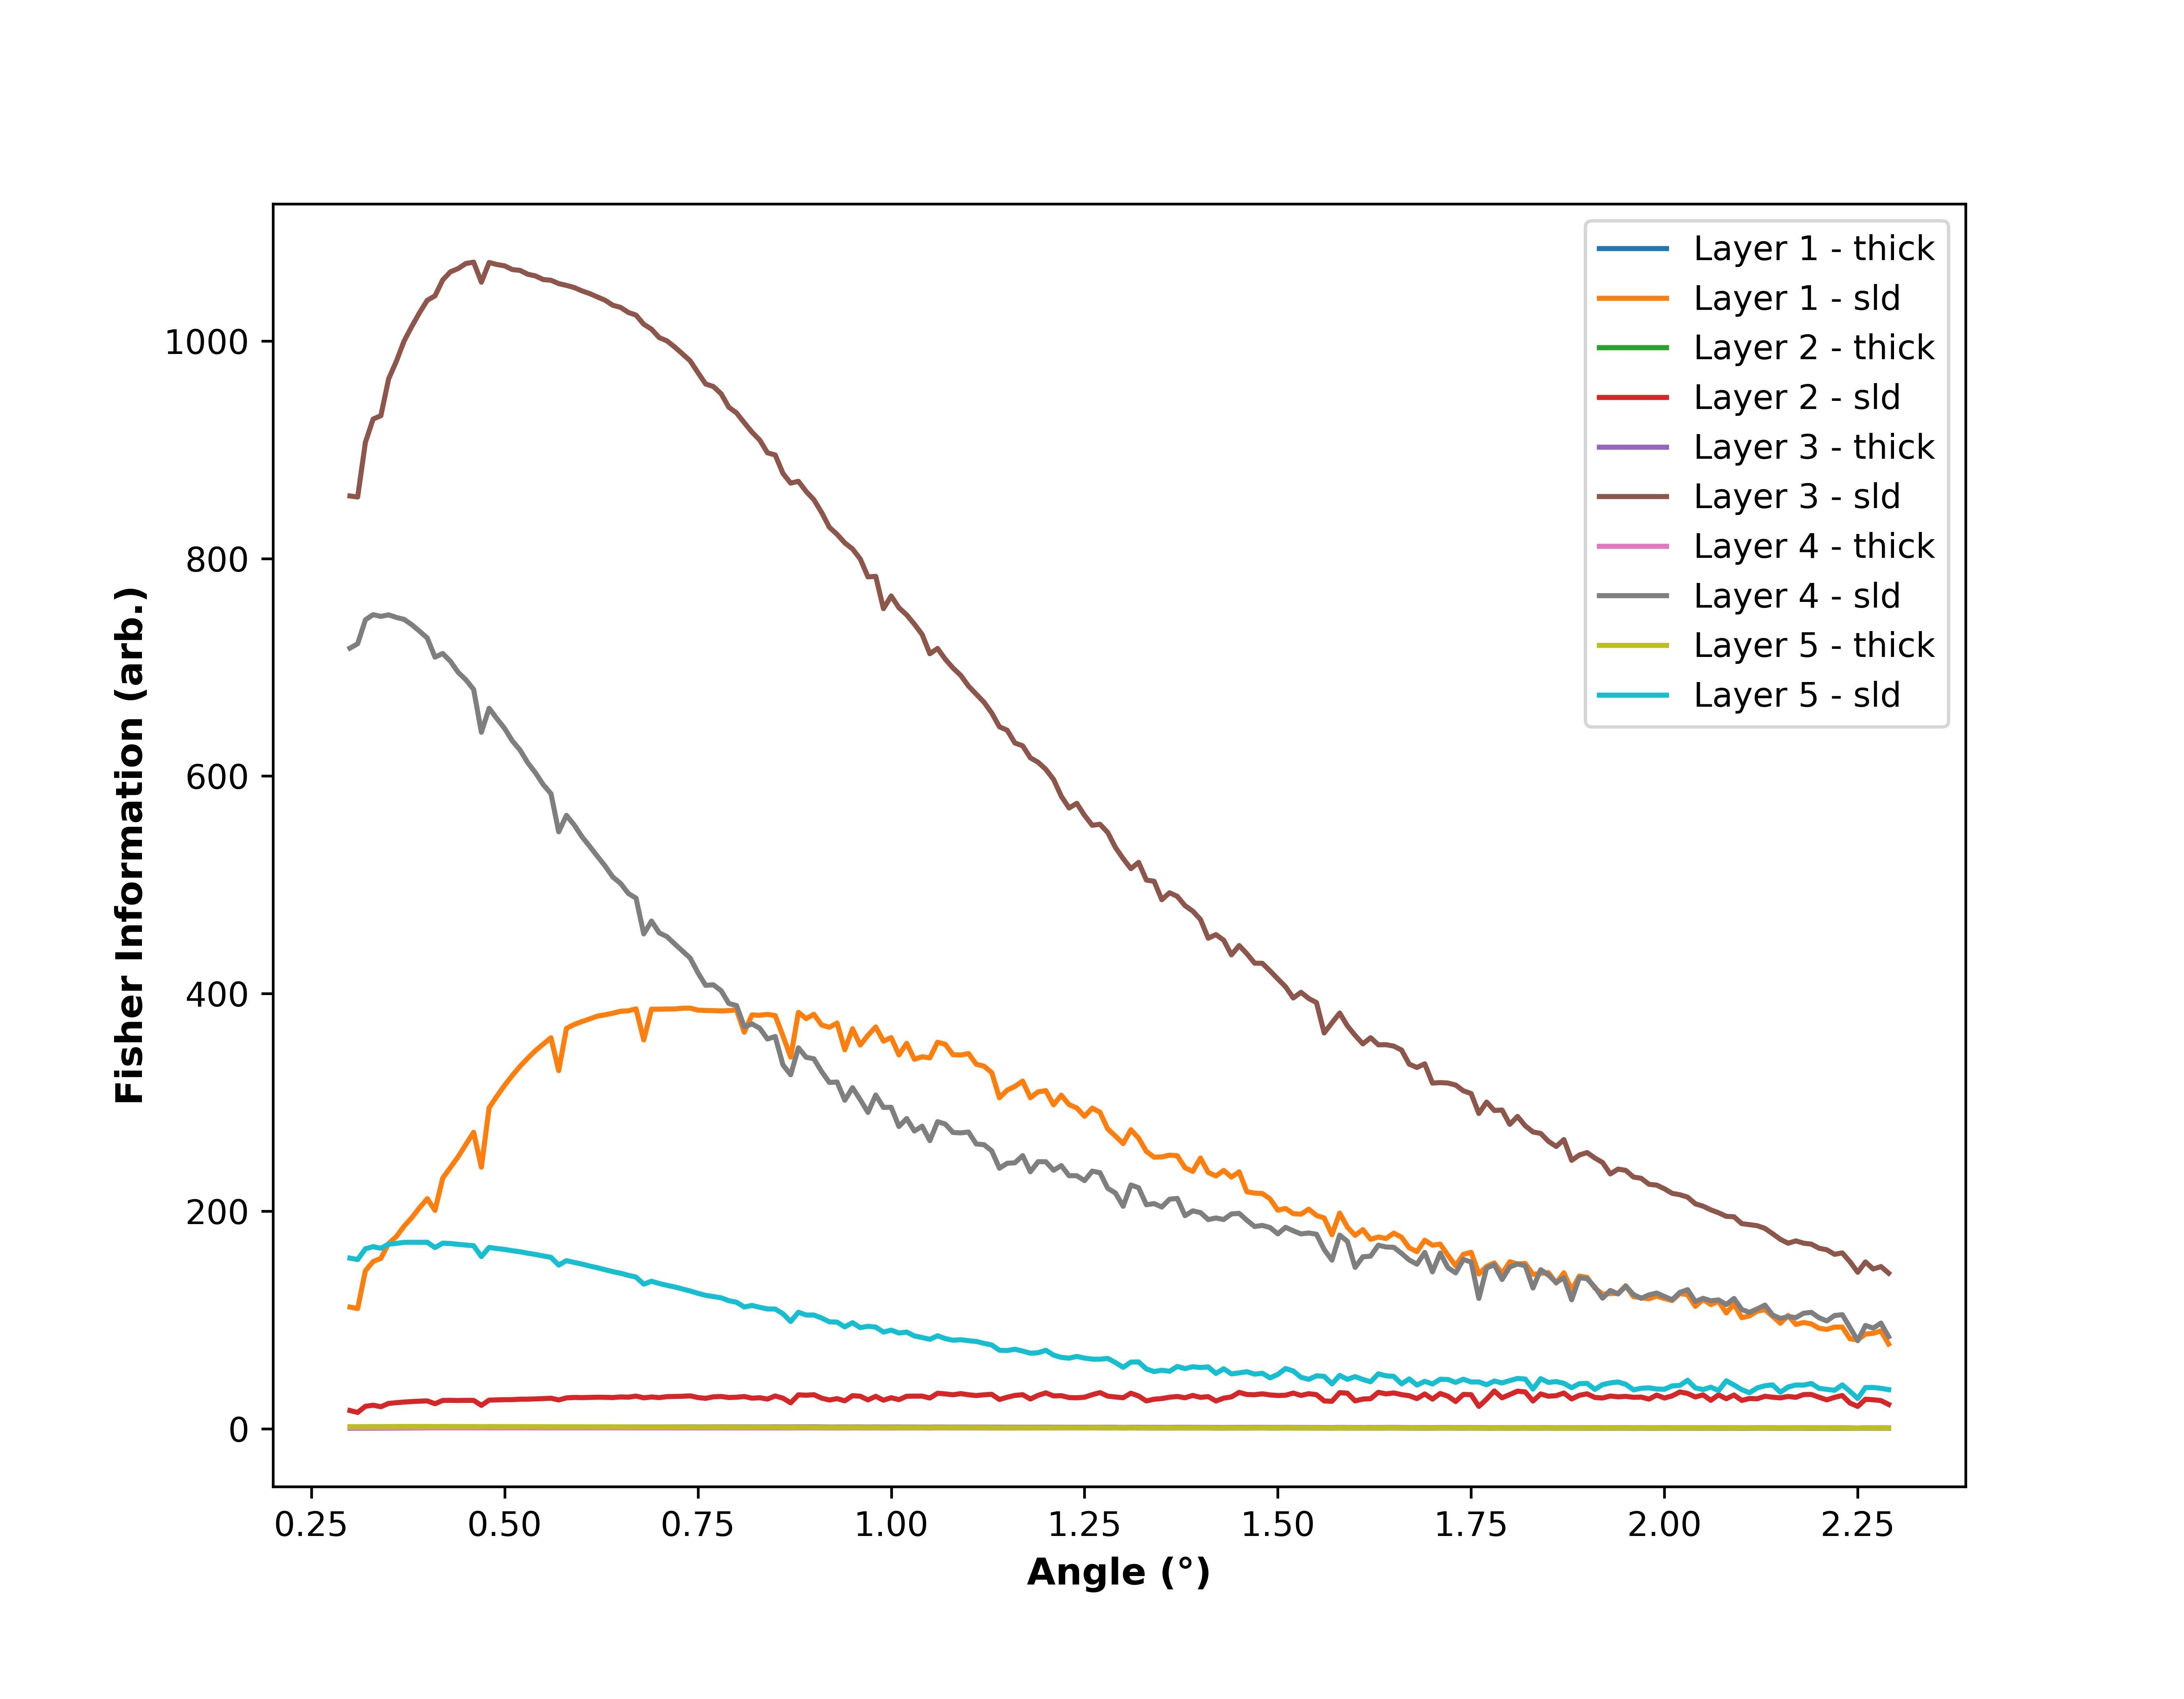 Fisher Information (arb.)
1000
800
600
400
200
0
Layer 1 - thick
Layer 1 - sld
Layer 2 - thick
Layer 2 - sld
Layer 3 - thick
Layer 3 - sld
Layer 4 - thick
Layer 4 - sld
Layer 5 - thick
Layer 5 - sld
0.25 0.50 0.75 1.00 1.25 1.50 1.75 2.00 2.25
Angle (°)